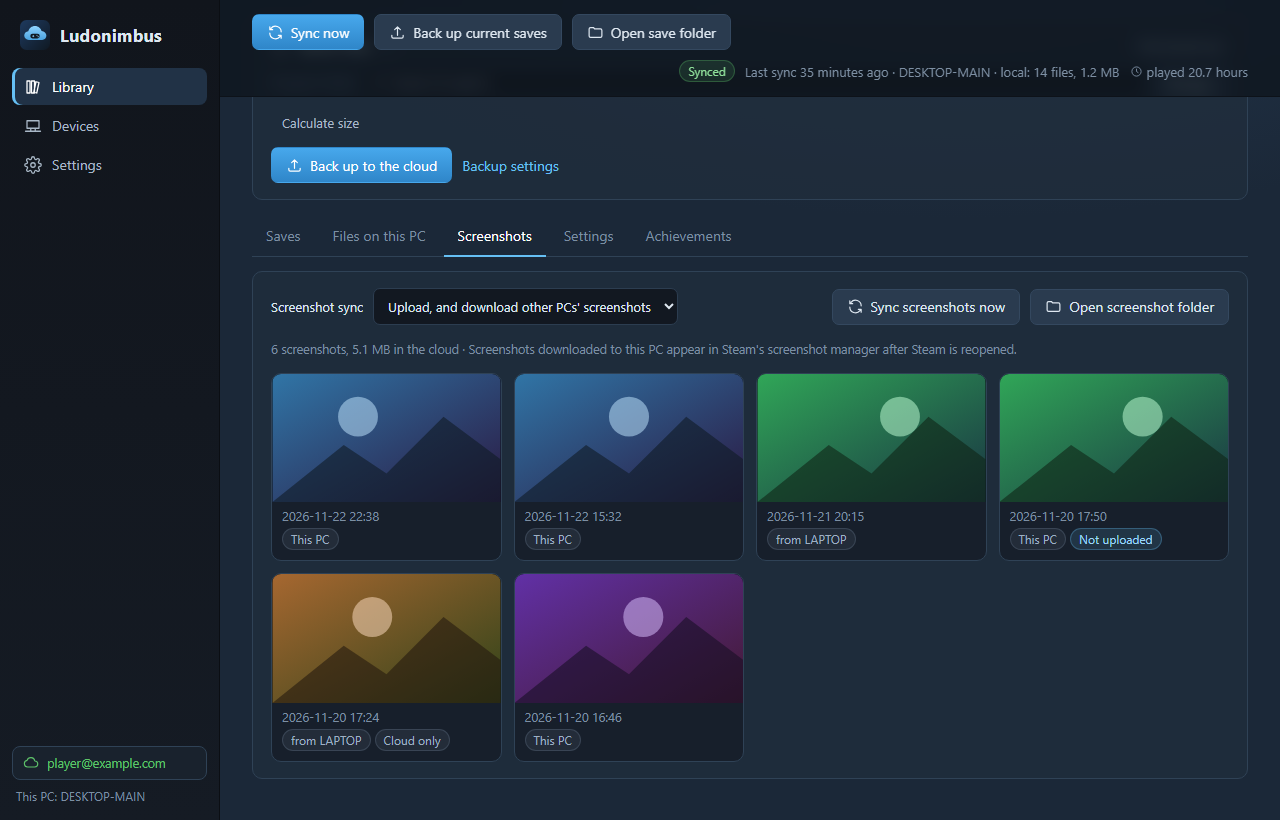 Ludonimbus
Library
Devices
Settings
player@example.com
This PC: DESKTOP-MAIN
Sync now
Back up current saves
Open save folder
Synced Last sync 35 minutes ago · DESKTOP-MAIN · local: 14 files, 1.2 MB played 20.7 hours
Calculate size
Back up to the cloud Backup settings
Saves Files on this PC Screenshots Settings Achievements
Screenshot sync Upload, and download other PCs' screenshots Sync screenshots now Open screenshot folder
6 screenshots, 5.1 MB in the cloud · Screenshots downloaded to this PC appear in Steam's screenshot manager after Steam is reopened.
2026-11-22 22:38
This PC
2026-11-22 15:32
This PC
2026-11-21 20:15
from LAPTOP
2026-11-20 17:50
This PC Not uploaded
2026-11-20 17:24
from LAPTOP Cloud only
2026-11-20 16:46
This PC